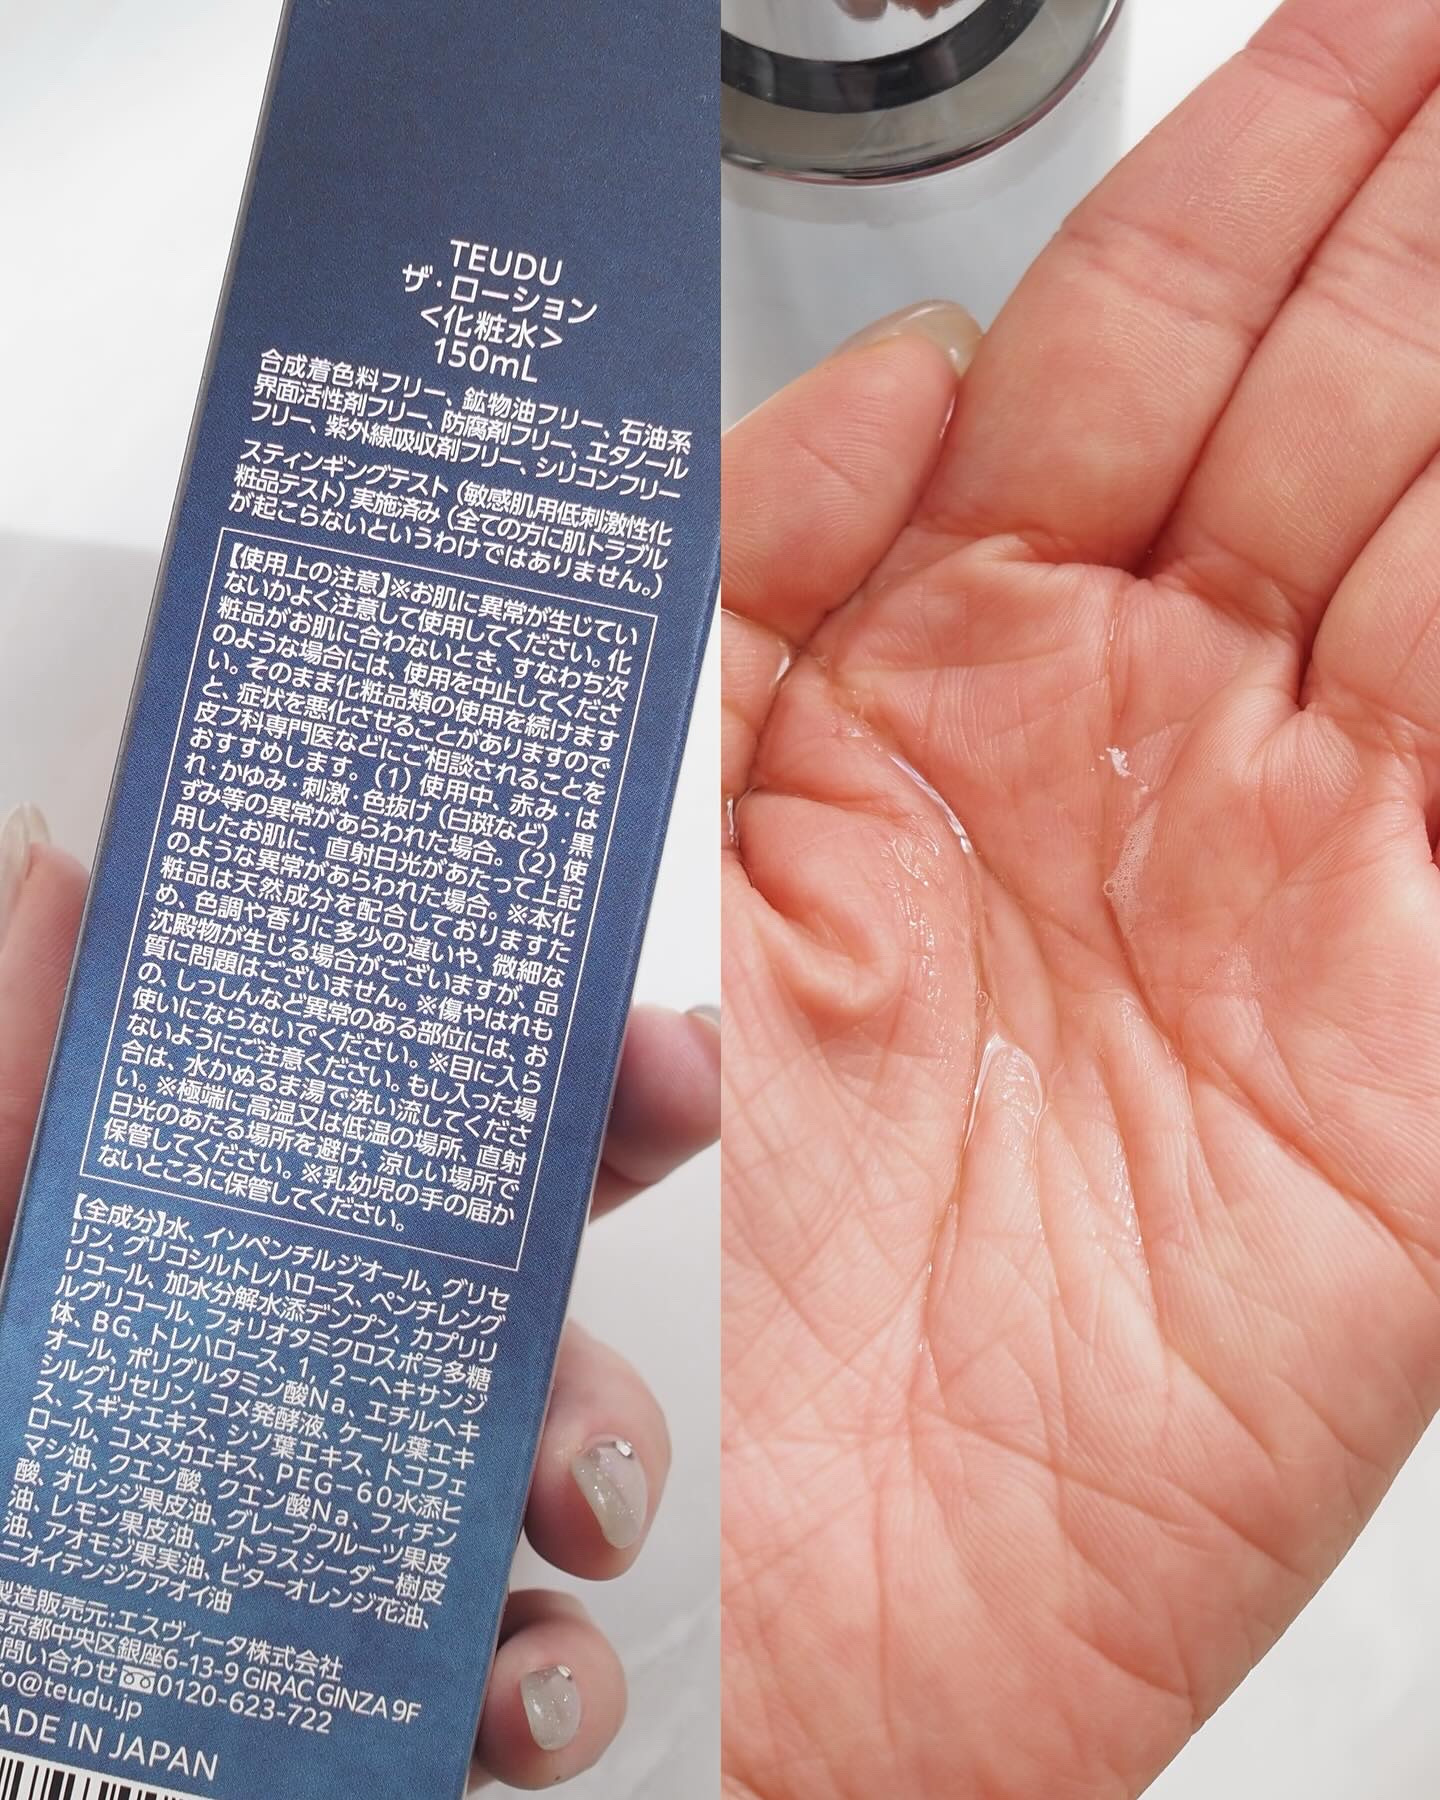 TEUDU
ザ・ローション
<化粧水>
150mL
合成着色料フリー、鉱物油フリー、石油系
界面活性剤フリー、防腐剤フリー、エタノール
フリー、紫外線吸収剤フリー、シリコンフリー
スティンギングテスト（敏感肌用低刺激性化
粧品テスト）実施済み（全ての方に肌トラブル
が起こらないというわけではありません。）
【使用上の注意】※お肌に異常が生じてい
ないかよく注意して使用してください。化
粧品がお肌に合わないとき、すなわち次
のような場合には、使用を中止してくださ
い。そのまま化粧品類の使用を続けます
と、症状を悪化させることがありますので
皮フ科専門医などにご相談されることを
おすすめします。（1）使用中、赤み・は
れ・かゆみ・刺激・色抜け（白斑など）・黒
ずみ等の異常があらわれた場合。（2）使
用したお肌に、直射日光があたって上記
のような異常があらわれた場合。※本化
粧品は天然成分を配合しておりますた
め、色調や香りに多少の違いや、微細な
沈殿物が生じる場合がございますが、品
質に問題はございません。※傷やはれも
の、しっしんなど異常のある部位には、お
使いにならないでください。※目に入ら
ないようにご注意ください。もし入った場
合は、水かぬるま湯で洗い流してくださ
い。※極端に高温又は低温の場所、直射
日光のあたる場所を避け、涼しい場所で
保管してください。※乳幼児の手の届か
ないところに保管してください。
【全成分】水、イソペンチルジオール、グリセ
リン、グリコシルトレハロース、ペンチレング
リコール、加水分解水添デンプン、カプリリ
ルグリコール、フォリオタミクロスポラ多糖
体、BG、トレハロース、1，2－ヘキサンジ
オール、ポリグルタミン酸Na、エチルヘキ
シルグリセリン、コメ発酵液、ケール葉エキ
ス、スギナエキス、シソ葉エキス、トコフェ
ロール、コメヌカエキス、PEG－60水添ヒ
マシ油、クエン酸、クエン酸Na、フィチン
酸、オレンジ果皮油、グレープフルーツ果皮
油、レモン果皮油、アトラスシーダー樹皮
油、アオモジ果実油、ビターオレンジ花油、
ニオイテンジクアオイ油
製造販売元：エスヴィータ株式会社
東京都中央区銀座6-13-9 GIRAC GINZA 9F
問い合わせ 0120-623-722
fo@teudu.jp
ADE IN JAPAN